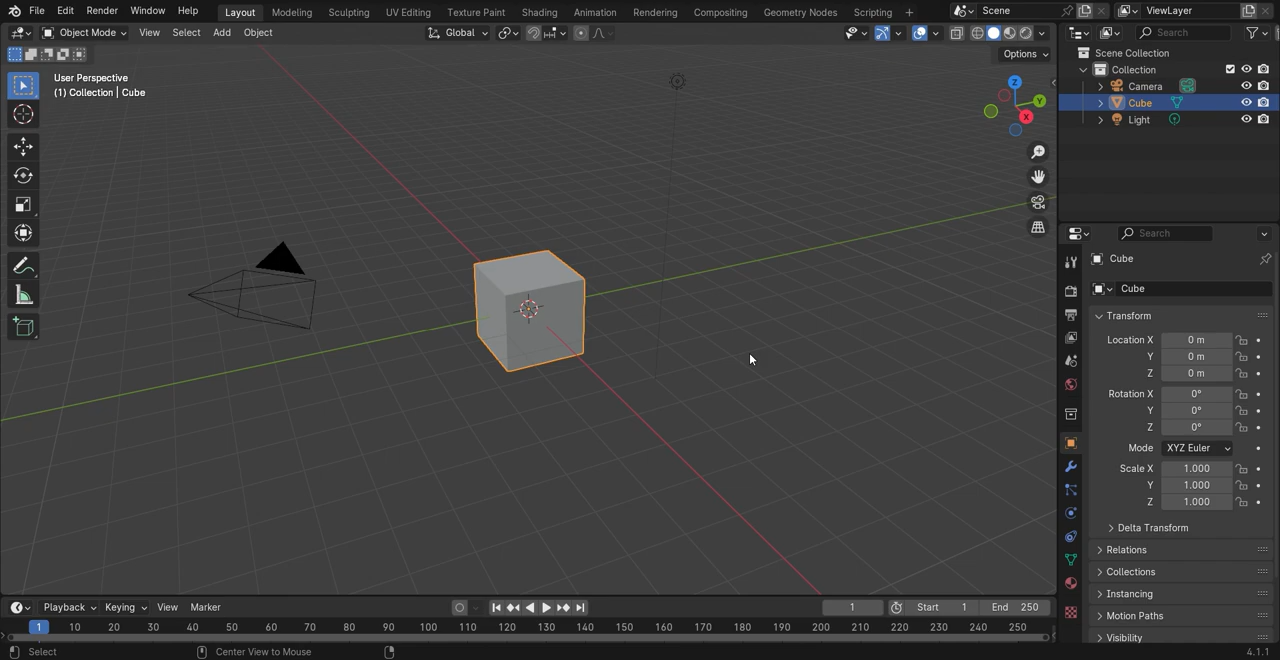 File Edit Render Window Help Layout Modeling Sculpting UV Editing Texture Paint Shading Animation Rendering Compositing Geometry Nodes Scripting + Scene ViewLayer
Object Mode View Select Add Object Global Search
Options
User Perspective
(1) Collection | Cube
Z
Y
X
Scene Collection
Collection
Camera
Cube
Light
Search
Cube
Cube
Transform
Location X 0 m
Y 0 m
Z 0 m
Rotation X 0°
Y 0°
Z 0°
Mode XYZ Euler
Scale X 1.000
Y 1.000
Z 1.000
Delta Transform
Relations
Collections
Instancing
Motion Paths
Visibility
Playback Keying View Marker 1 Start 1 End 250
1 10 20 30 40 50 60 70 80 90 100 110 120 130 140 150 160 170 180 190 200 210 220 230 240 250
Select Center View to Mouse 4.1.1